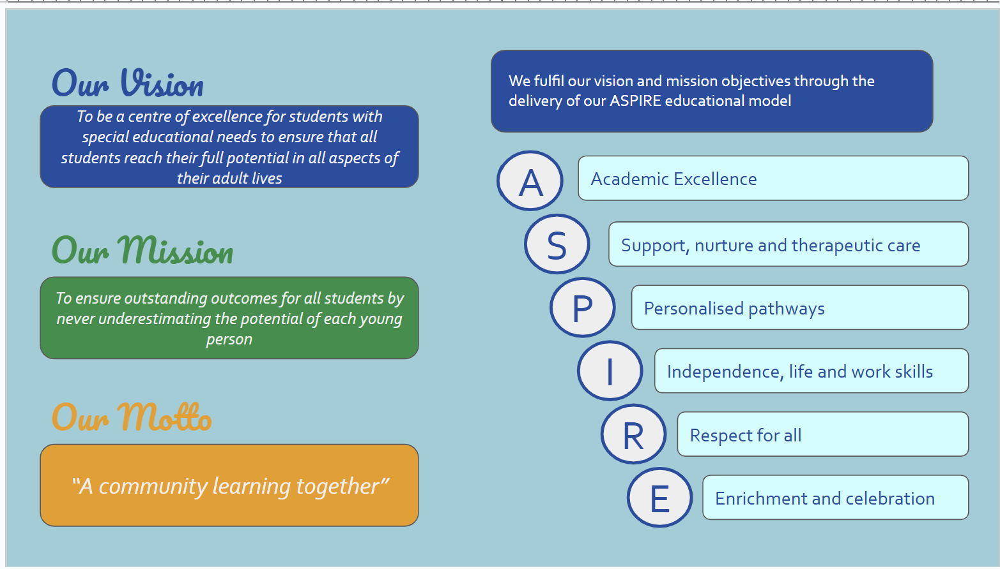 Our Vision
To be a centre of excellence for students with
special educational needs to ensure that all
students reach their full potential in all aspects of
their adult lives
Our Mission
To ensure outstanding outcomes for all students by
never underestimating the potential of each young
person
Our Motto
“A community learning together”
We fulfil our vision and mission objectives through the
delivery of our ASPIRE educational model
A
Academic Excellence
S
Support, nurture and therapeutic care
P
Personalised pathways
I
Independence, life and work skills
R
Respect for all
E
Enrichment and celebration